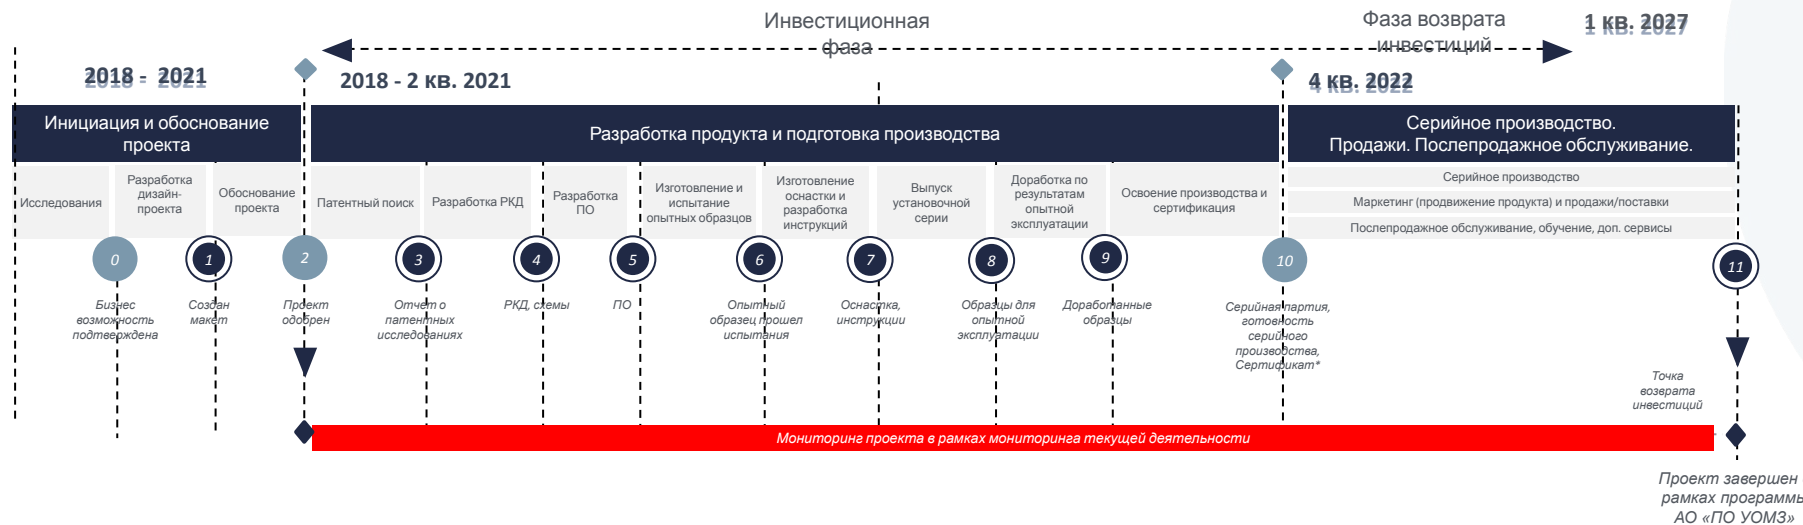 Инвестиционная
фаза
Фаза возврата
инвестиций
1 кв. 2027
2018 - 2021
2018 - 2 кв. 2021
4 кв. 2022
Инициация и обоснование
проекта
Разработка продукта и подготовка производства
Серийное производство.
Продажи. Послепродажное обслуживание.
Исследования
Разработка
дизайн-
проекта
Обоснование
проекта
Патентный поиск
Разработка РКД
Разработка
ПО
Изготовление и
испытание
опытных образцов
Изготовление
оснастки и
разработка
инструкций
Выпуск
установочной
серии
Доработка по
результатам
опытной
эксплуатации
Освоение производства и
сертификация
Серийное производство
Маркетинг (продвижение продукта) и продажи/поставки
Послепродажное обслуживание, обучение, доп. сервисы
0
1
2
3
4
5
6
7
8
9
10
11
Бизнес
возможность
подтверждена
Создан
макет
Проект
одобрен
Отчет о
патентных
исследованиях
РКД, схемы
ПО
Опытный
образец прошел
испытания
Оснастка,
инструкции
Образцы для
опытной
эксплуатации
Доработанные
образцы
Серийная партия,
готовность
серийного
производства,
Сертификат*
Точка
возврата
инвестиций
Мониторинг проекта в рамках мониторинга текущей деятельности
Проект завершен
рамках программы
АО «ПО УОМЗ»